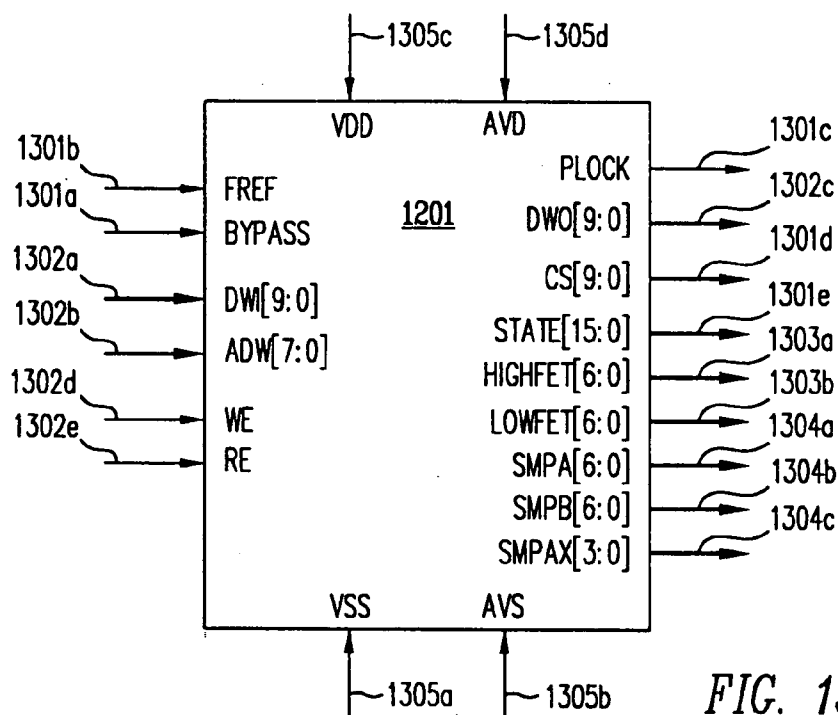 1305c
1305d
VDD
AVD
1301b
FREF
1301a
BYPASS
1302a
DWI[9:0]
1302b
ADW[7:0]
1302d
WE
1302e
RE
1201
PLOCK
1301c
DWO[9:0]
1302c
CS[9:0]
1301d
STATE[15:0]
1301e
HIGHFET[6:0]
1303a
LOWFET[6:0]
1303b
SMPA[6:0]
1304a
SMPB[6:0]
1304b
SMPAX[3:0]
1304c
VSS
AVS
1305a
1305b
FIG.